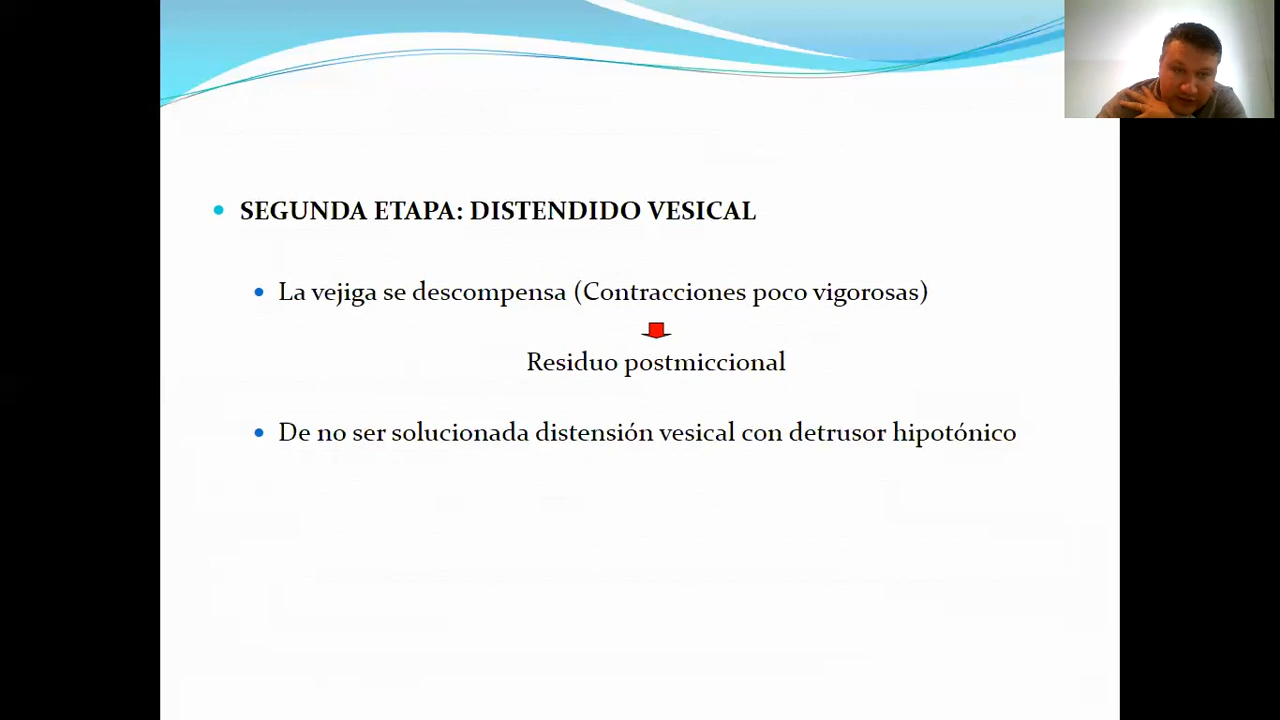 SEGUNDA ETAPA: DISTENDIDO VESICAL
La vejiga se descompensa (Contracciones poco vigorosas)
Residuo postmiccional
De no ser solucionada distensión vesical con detrusor hipotónico